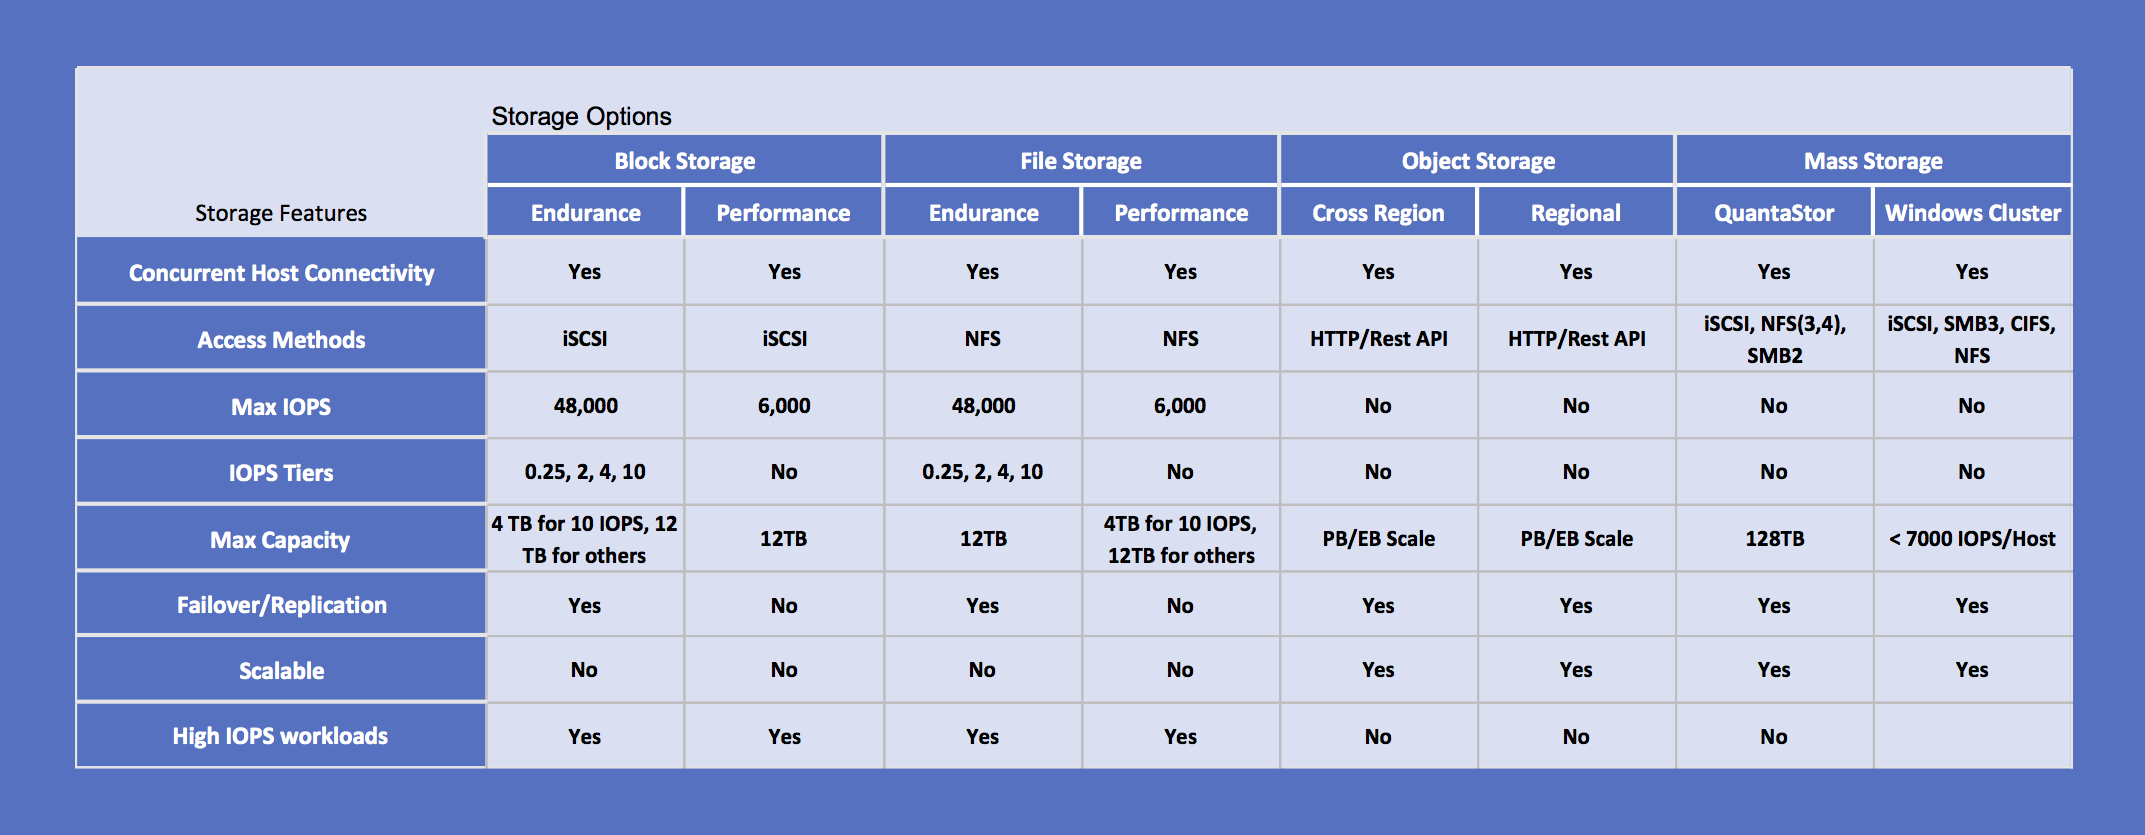 Storage Options
Block Storage File Storage Object Storage Mass Storage
Storage Features Endurance Performance Endurance Performance Cross Region Regional QuantaStor Windows Cluster
Concurrent Host Connectivity Yes Yes Yes Yes Yes Yes Yes Yes
Access Methods iSCSI iSCSI NFS NFS HTTP/Rest API HTTP/Rest API iSCSI, NFS(3,4), SMB2 iSCSI, SMB3, CIFS, NFS
Max IOPS 48,000 6,000 48,000 6,000 No No No No
IOPS Tiers 0.25, 2, 4, 10 No 0.25, 2, 4, 10 No No No No No
Max Capacity 4 TB for 10 IOPS, 12 TB for others 12TB 12TB 4TB for 10 IOPS, 12TB for others PB/EB Scale PB/EB Scale 128TB < 7000 IOPS/Host
Failover/Replication Yes No Yes No Yes Yes Yes Yes
Scalable No No No No Yes Yes Yes Yes
High IOPS workloads Yes Yes Yes Yes No No No